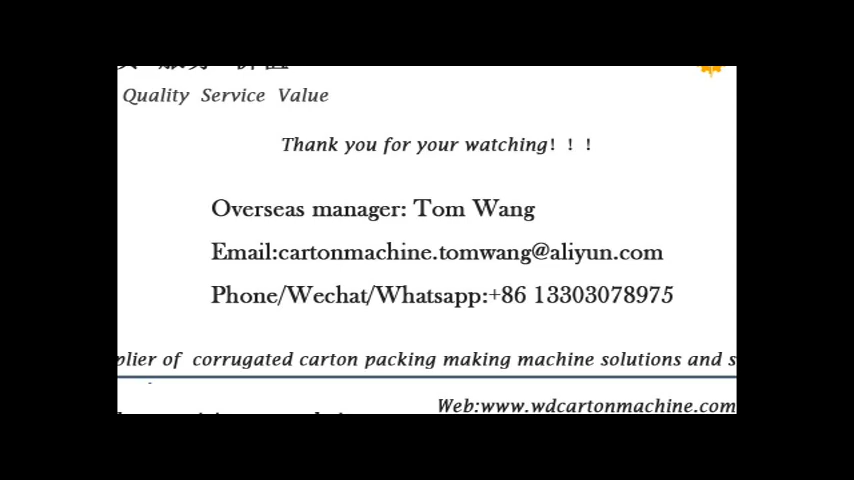 Quality Service Value
Thank you for your watching! ! !
Overseas manager: Tom Wang
Email:cartonmachine.tomwang@aliyun.com
Phone/Wechat/Whatsapp:+86 13303078975
of corrugated carton packing making machine solutions and
Web:www.wdcartonmachine.com